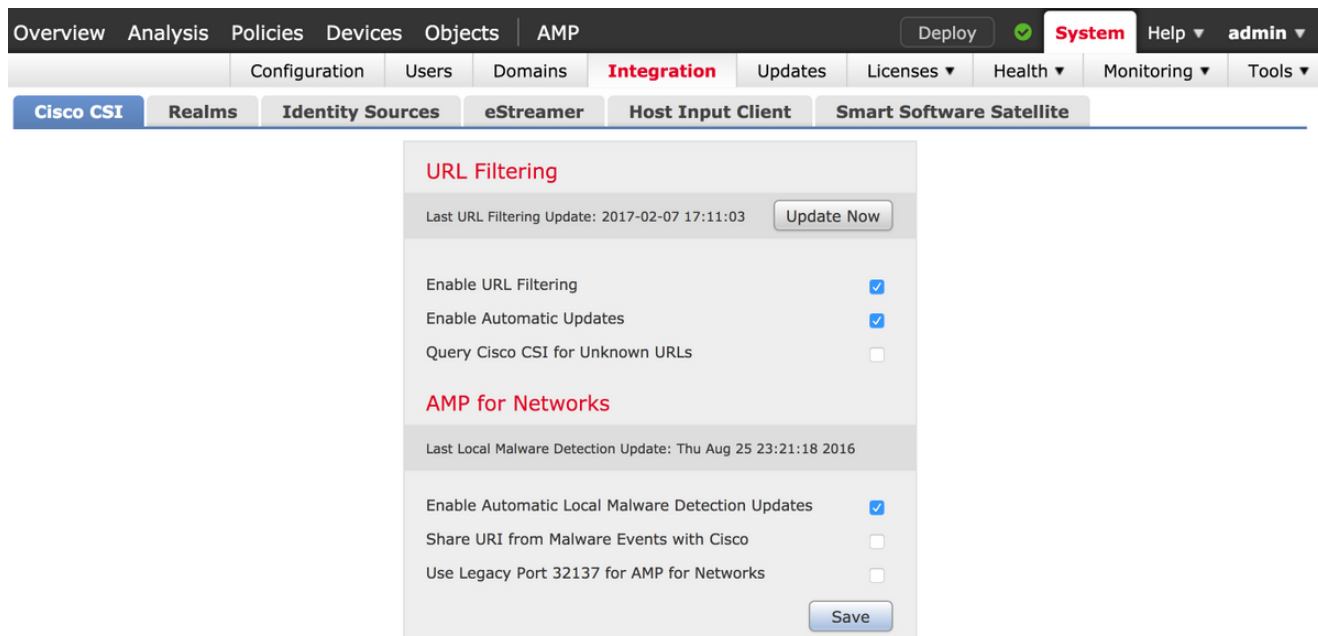 Overview Analysis Policies Devices Objects AMP Deploy System Help ▼ admin ▼
Configuration Users Domains Integration Updates Licenses ▼ Health ▼ Monitoring ▼ Tools ▼
Cisco CSI Realms Identity Sources eStreamer Host Input Client Smart Software Satellite
URL Filtering
Last URL Filtering Update: 2017-02-07 17:11:03 Update Now
Enable URL Filtering
Enable Automatic Updates
Query Cisco CSI for Unknown URLs
AMP for Networks
Last Local Malware Detection Update: Thu Aug 25 23:21:18 2016
Enable Automatic Local Malware Detection Updates
Share URI from Malware Events with Cisco
Use Legacy Port 32137 for AMP for Networks
Save